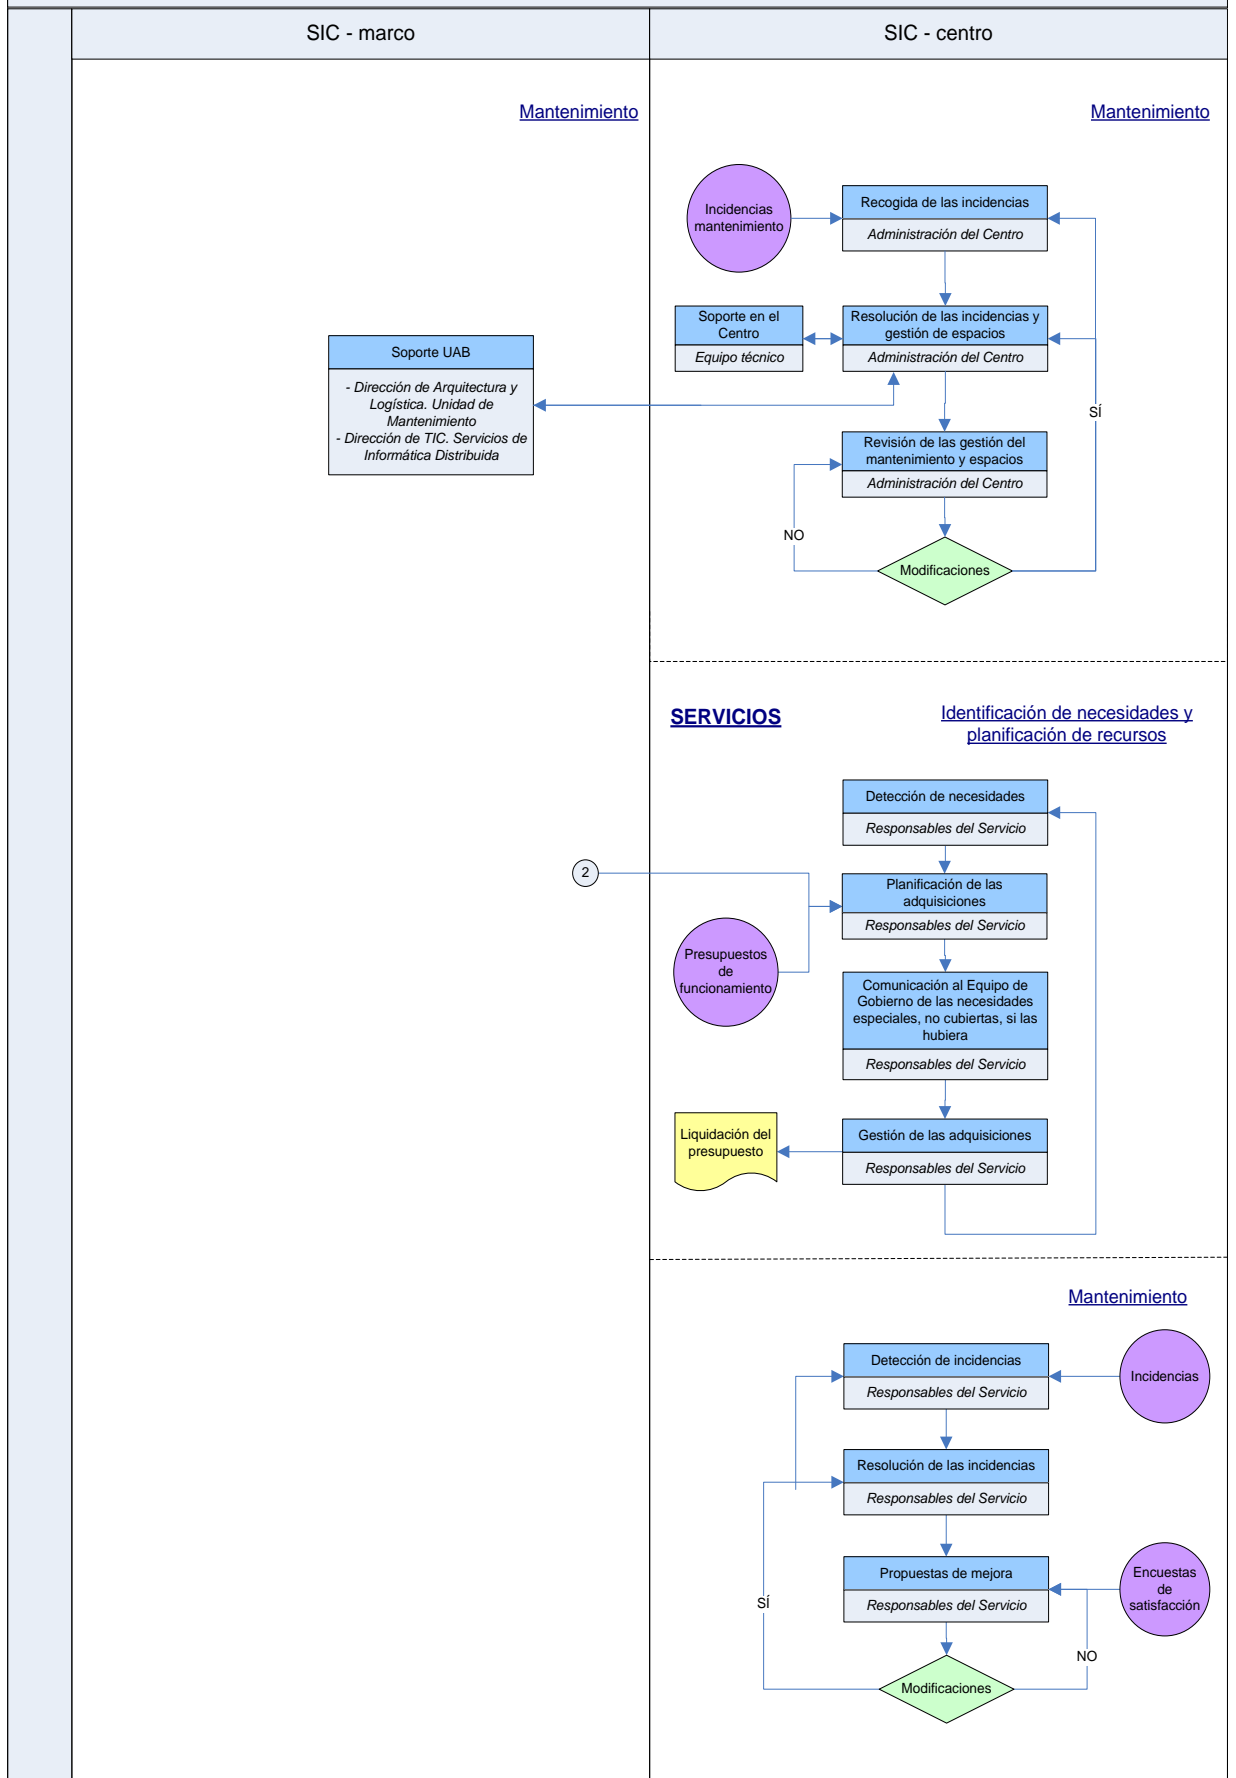 SIC - marco
SIC - centro
Mantenimiento
Mantenimiento
Incidencias
mantenimiento
Recogida de las incidencias
Administración del Centro
Soporte en el
Centro
Equipo técnico
Resolución de las incidencias y
gestión de espacios
Administración del Centro
Soporte UAB
- Dirección de Arquitectura y
Logística. Unidad de
Mantenimiento
- Dirección de TIC. Servicios de
Informática Distribuida
SÍ
Revisión de las gestión del
mantenimiento y espacios
Administración del Centro
NO
Modificaciones
SERVICIOS
Identificación de necesidades y
planificación de recursos
Detección de necesidades
Responsables del Servicio
2
Planificación de las
adquisiciones
Responsables del Servicio
Presupuestos
de
funcionamiento
Comunicación al Equipo de
Gobierno de las necesidades
especiales, no cubiertas, si las
hubiera
Responsables del Servicio
Liquidación del
presupuesto
Gestión de las adquisiciones
Responsables del Servicio
Mantenimiento
Detección de incidencias
Responsables del Servicio
Incidencias
Resolución de las incidencias
Responsables del Servicio
Propuestas de mejora
Responsables del Servicio
Encuestas
de
satisfacción
SÍ
NO
Modificaciones